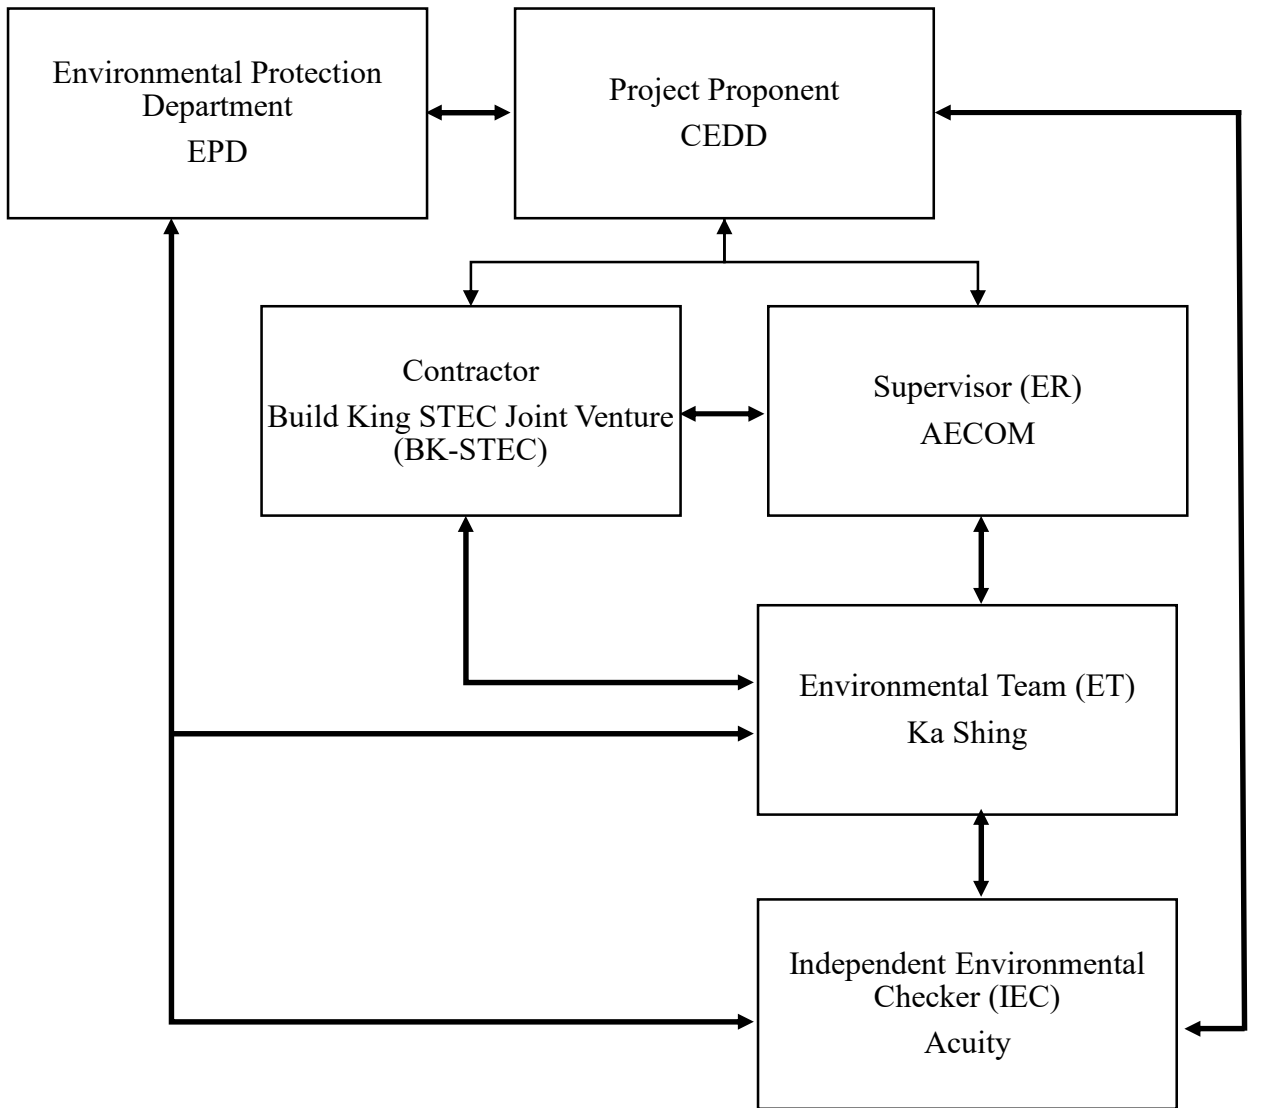 Environmental Protection
Department
EPD
Project Proponent
CEDD
Contractor
Build King STEC Joint Venture
(BK-STEC)
Supervisor (ER)
AECOM
Environmental Team (ET)
Ka Shing
Independent Environmental
Checker (IEC)
Acuity